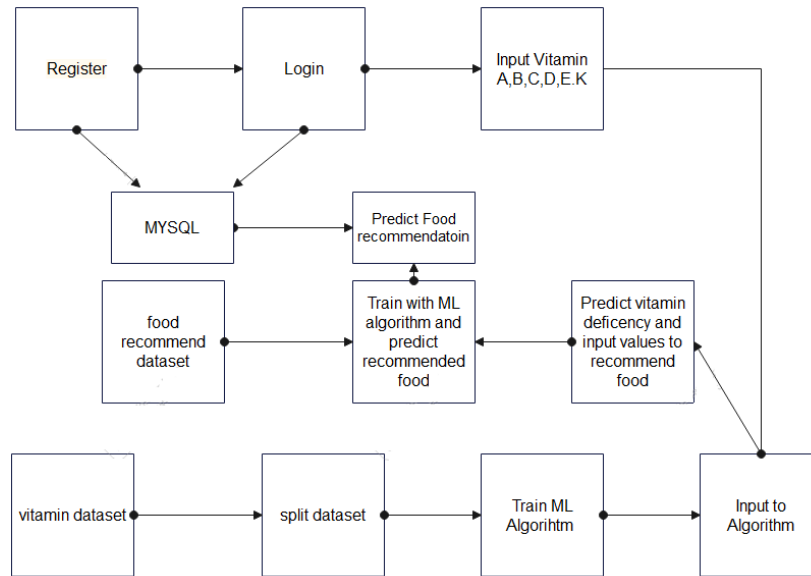 Register
Login
Input Vitamin
A,B,C,D,E.K
MYSQL
Predict Food
recommendatoin
food
recommend
dataset
Train with ML
algorithm and
predict
recommended
food
Predict vitamin
deficency and
input values to
recommend
food
vitamin dataset
split dataset
Train ML
Algorihtm
Input to
Algorithm